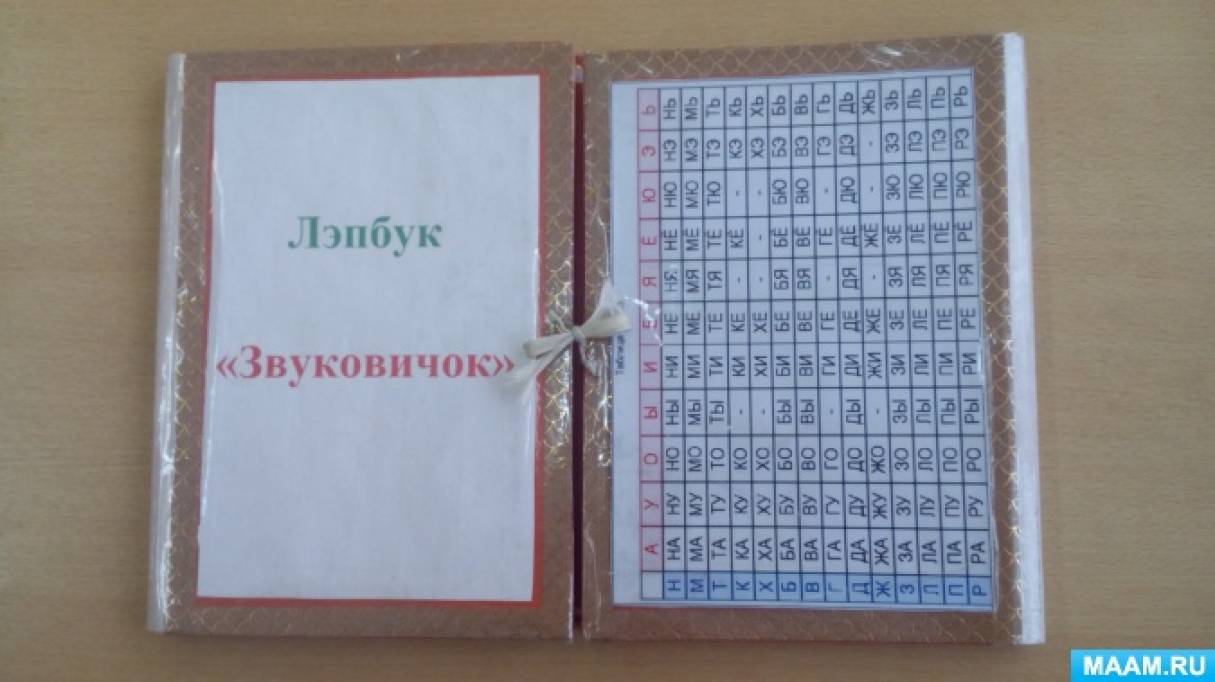 Лэпбук
«Звуковичок»
Таблица
А У О Ы И Е Я Ё Ю Э Ь
Н НА НУ НО НЫ НИ НЕ НЯ НЁ НЮ НЭ НЬ
М МА МУ МО МЫ МИ МЕ МЯ МЁ МЮ МЭ МЬ
Т ТА ТУ ТО ТЫ ТИ ТЕ ТЯ ТЁ ТЮ ТЭ ТЬ
К КА КУ КО - КИ КЕ - КЁ - КЭ КЬ
Х ХА ХУ ХО - ХИ ХЕ - - - ХЭ ХЬ
Б БА БУ БО БЫ БИ БЕ БЯ БЁ БЮ БЭ БЬ
В ВА ВУ ВО ВЫ ВИ ВЕ ВЯ ВЁ ВЮ ВЭ ВЬ
Г ГА ГУ ГО - ГИ ГЕ - ГЁ - ГЭ ГЬ
Д ДА ДУ ДО ДЫ ДИ ДЕ ДЯ ДЁ ДЮ ДЭ ДЬ
Ж ЖА ЖУ ЖО - ЖИ ЖЕ - ЖЁ - - ЖЬ
З ЗА ЗУ ЗО ЗЫ ЗИ ЗЕ ЗЯ ЗЁ ЗЮ ЗЭ ЗЬ
Л ЛА ЛУ ЛО ЛЫ ЛИ ЛЕ ЛЯ ЛЁ ЛЮ ЛЭ ЛЬ
П ПА ПУ ПО ПЫ ПИ ПЕ ПЯ ПЁ ПЮ ПЭ ПЬ
Р РА РУ РО РЫ РИ РЕ РЯ РЁ РЮ РЭ РЬ
MAAM.RU